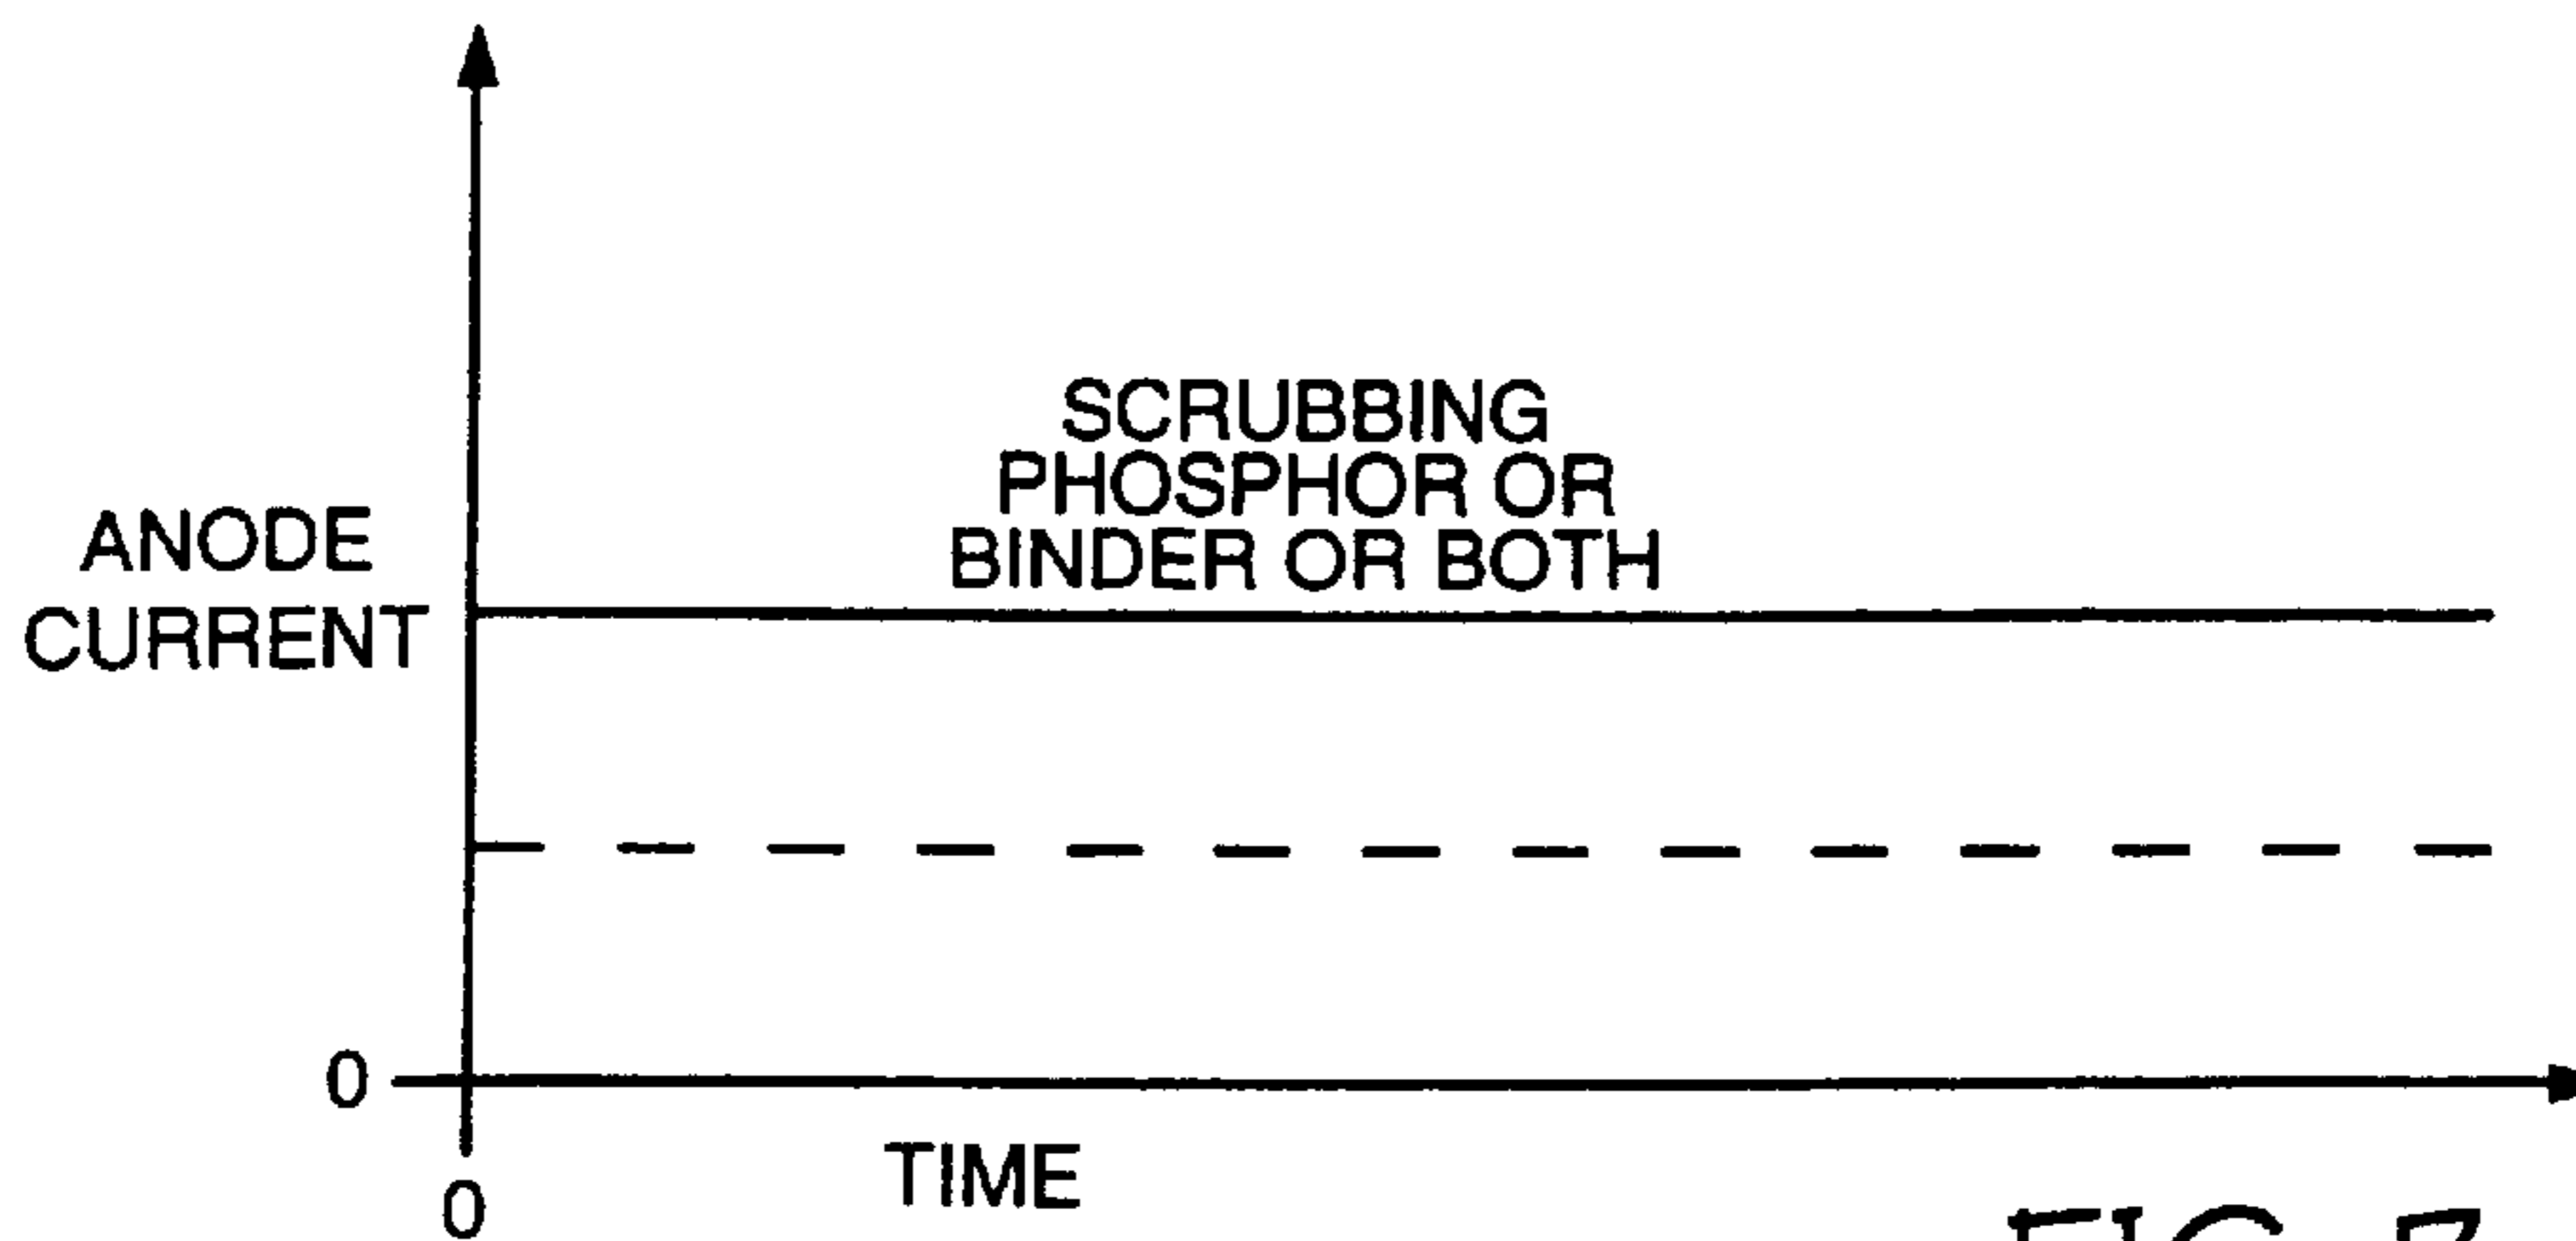 SCRUBBING
PHOSPHOR OR
BINDER OR BOTH
ANODE
CURRENT
0
TIME
0